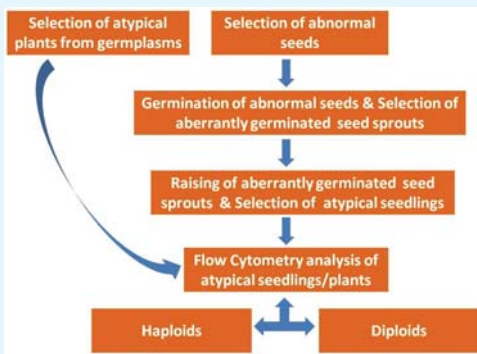 Selection of atypical
plants from germplasms
Selection of abnormal
seeds
Germination of abnormal seeds & Selection of
aberrantly germinated seed sprouts
Raising of aberrantly germinated seed
sprouts & Selection of atypical seedlings
Flow Cytometry analysis of
atypical seedlings/plants
Haploids
Diploids